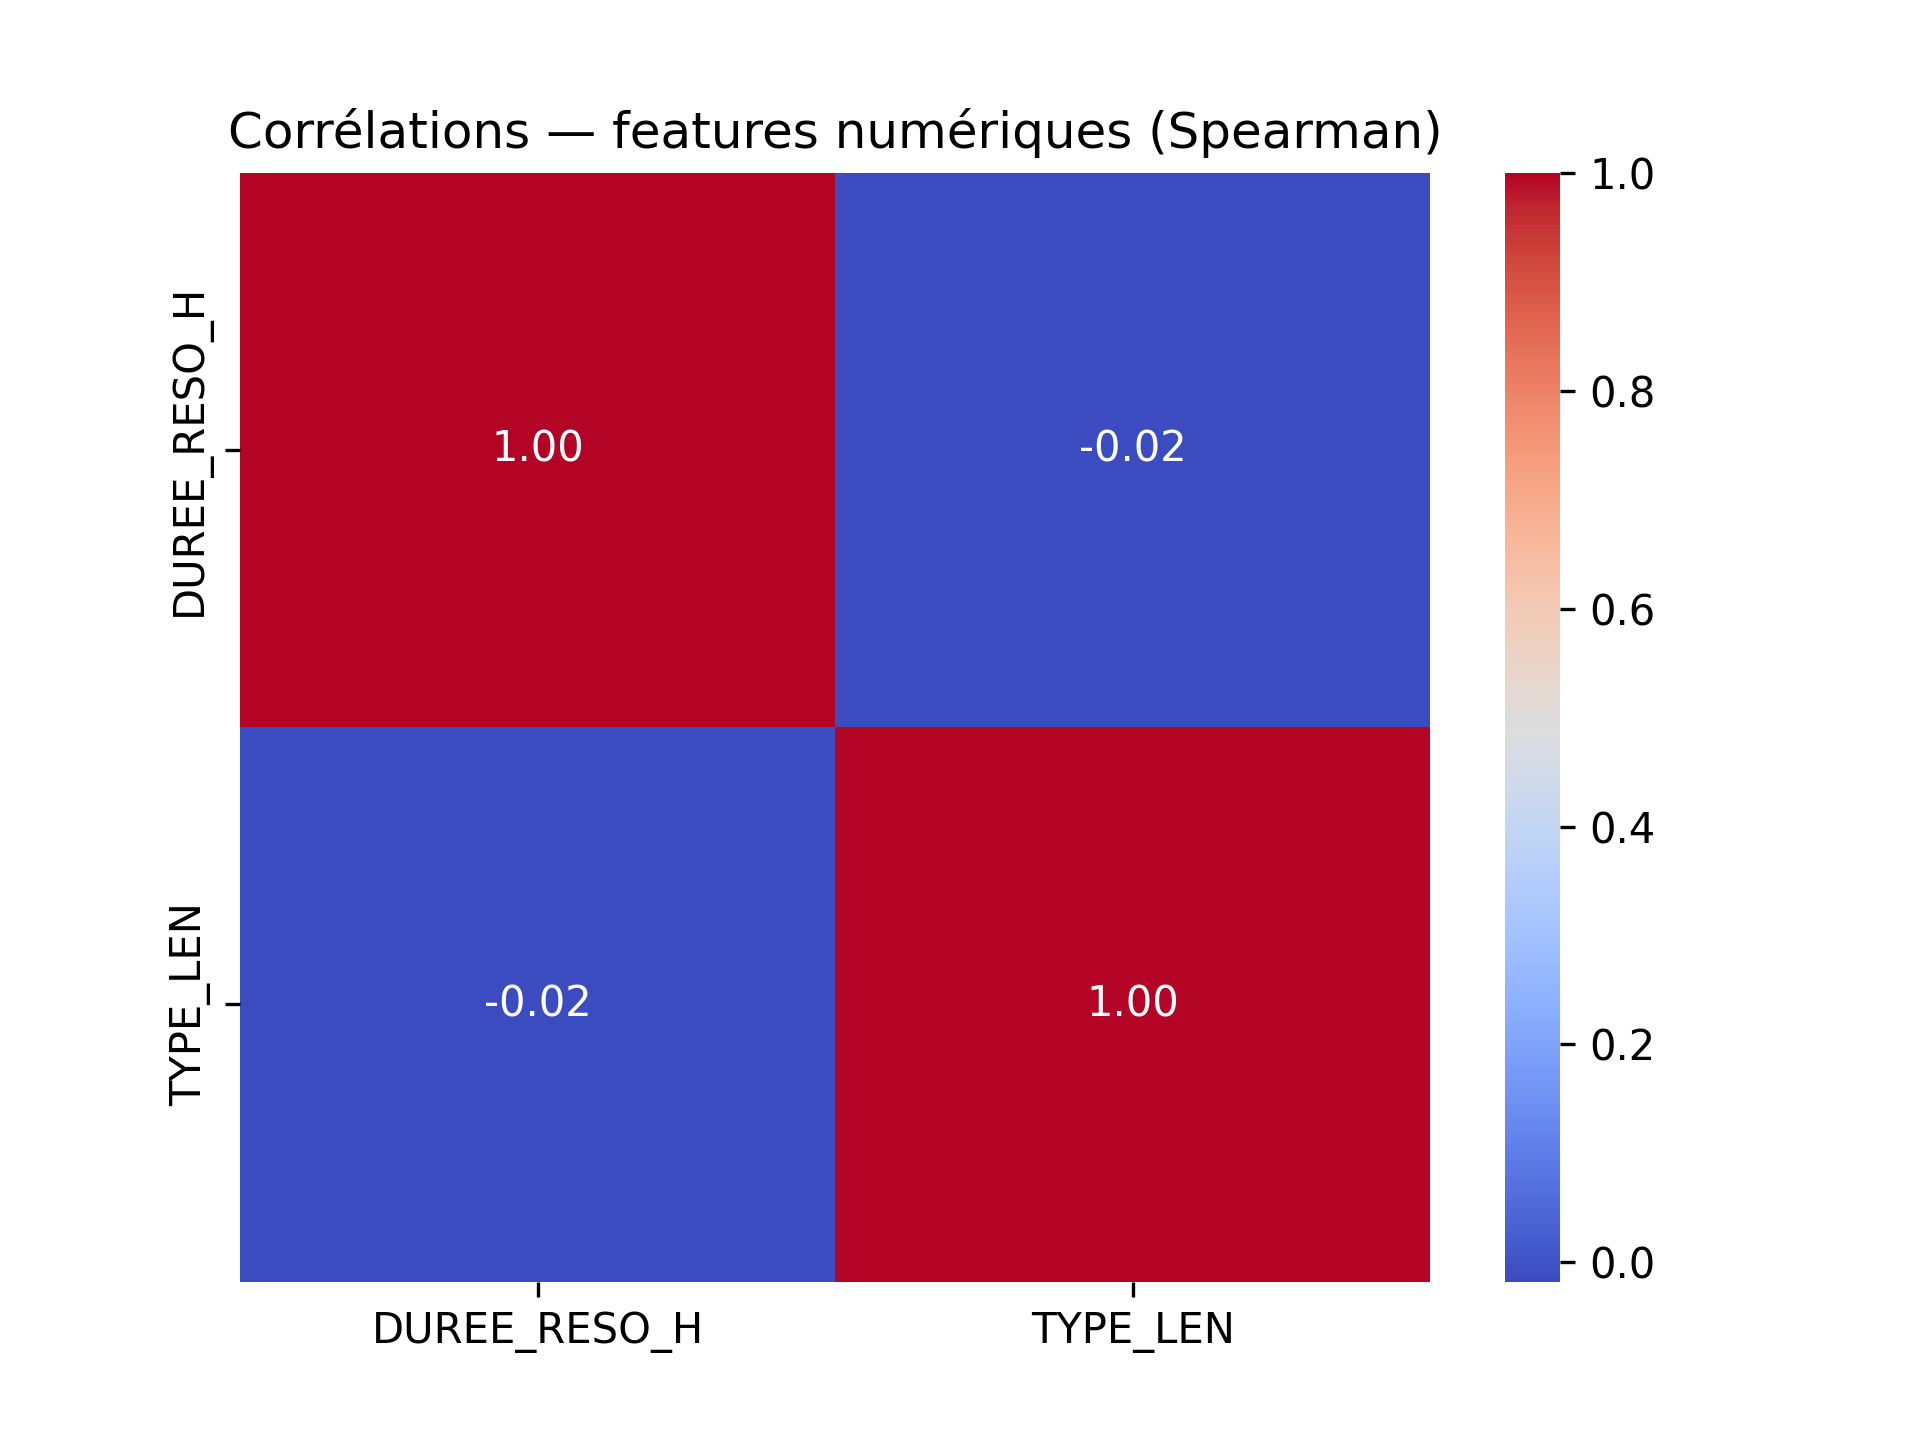 Corrélations — features numériques (Spearman)
DUREE_RESO_H
TYPE_LEN
1.00
-0.02
-0.02
1.00
DUREE_RESO_H
TYPE_LEN
1.0
0.8
0.6
0.4
0.2
0.0